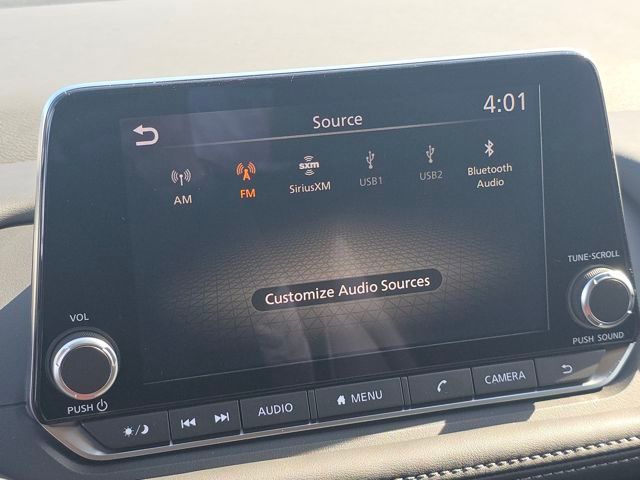 4:01
Source
AM
FM
sxm
SiriusXM
USB1
USB2
Bluetooth
Audio
Customize Audio Sources
VOL
PUSH
TUNE-SCROLL
PUSH SOUND
AUDIO
MENU
CAMERA